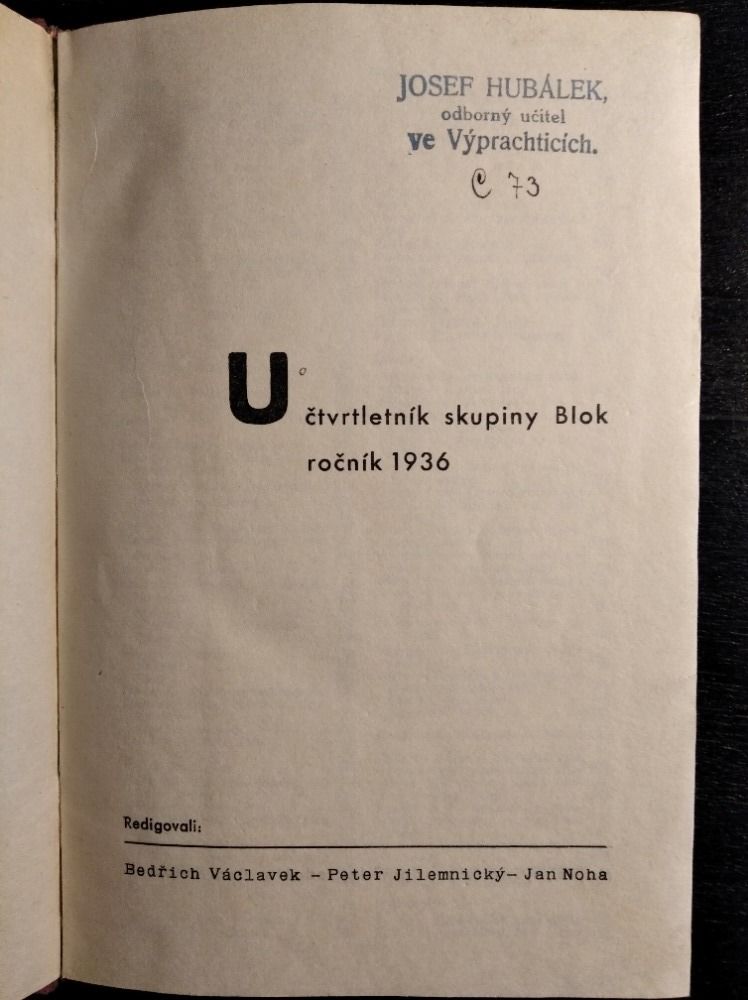 JOSEF HUBÁLEK,
odborný učitel
ve Výprachticích.
C 73
U
čtvrtletník skupiny Blok
ročník 1936
Redigovali:
Bedřich Václavek – Peter Jilemnický – Jan Noha